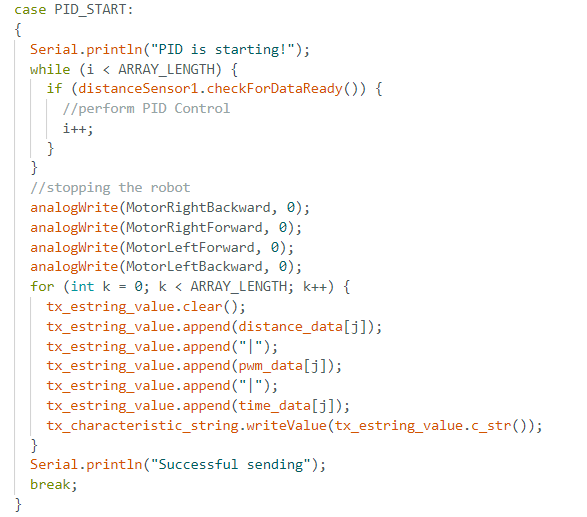 case PID_START:
{
Serial.println("PID is starting!");
while (i < ARRAY_LENGTH) {
if (distanceSensor1.checkForDataReady()) {
//perform PID Control
i++;
}
}
//stopping the robot
analogWrite(MotorRightBackward, 0);
analogWrite(MotorRightForward, 0);
analogWrite(MotorLeftForward, 0);
analogWrite(MotorLeftBackward, 0);
for (int k = 0; k < ARRAY_LENGTH; k++) {
tx_estring_value.clear();
tx_estring_value.append(distance_data[j]);
tx_estring_value.append("|");
tx_estring_value.append(pwm_data[j]);
tx_estring_value.append("|");
tx_estring_value.append(time_data[j]);
tx_characteristic_string.writeValue(tx_estring_value.c_str());
}
Serial.println("Successful sending");
break;
}